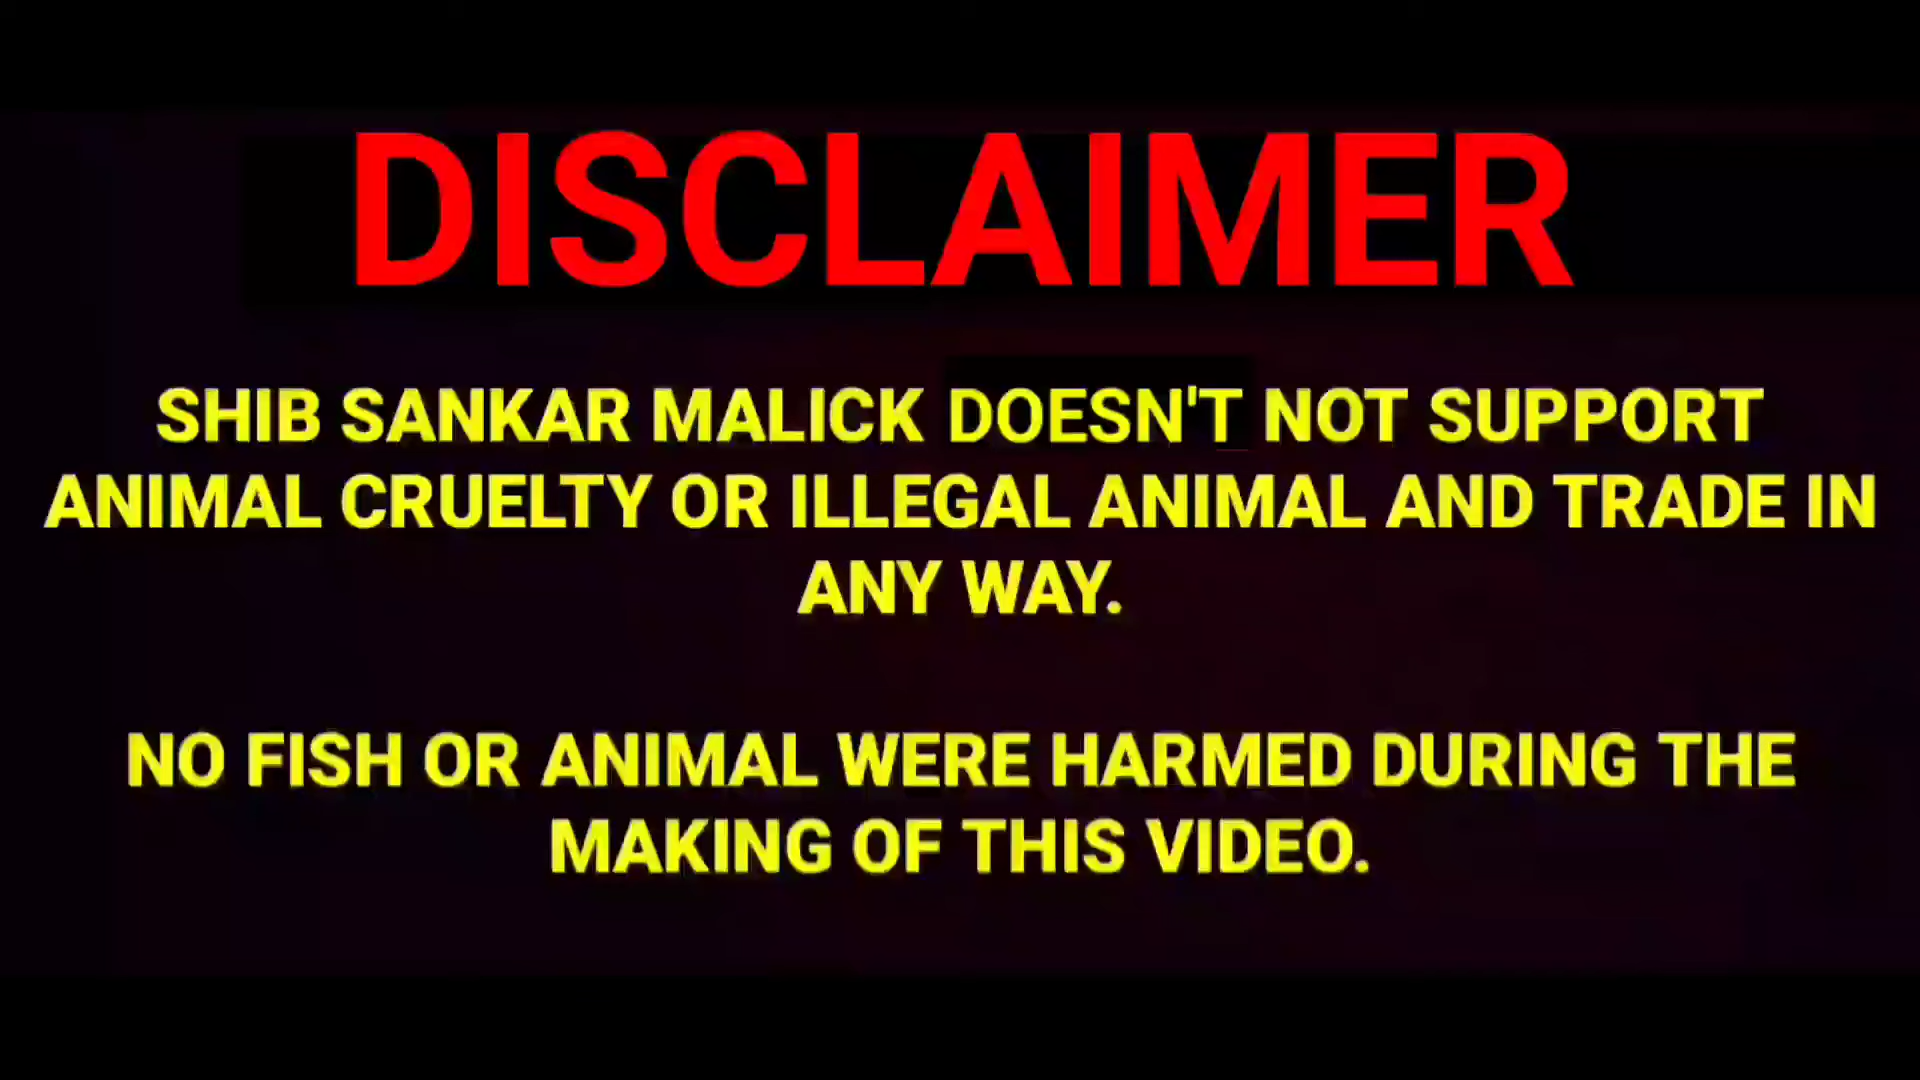 DISCLAIMER
SHIB SANKAR MALICK DOESN'T NOT SUPPORT
ANIMAL CRUELTY OR ILLEGAL ANIMAL AND TRADE IN
ANY WAY.
NO FISH OR ANIMAL WERE HARMED DURING THE
MAKING OF THIS VIDEO.